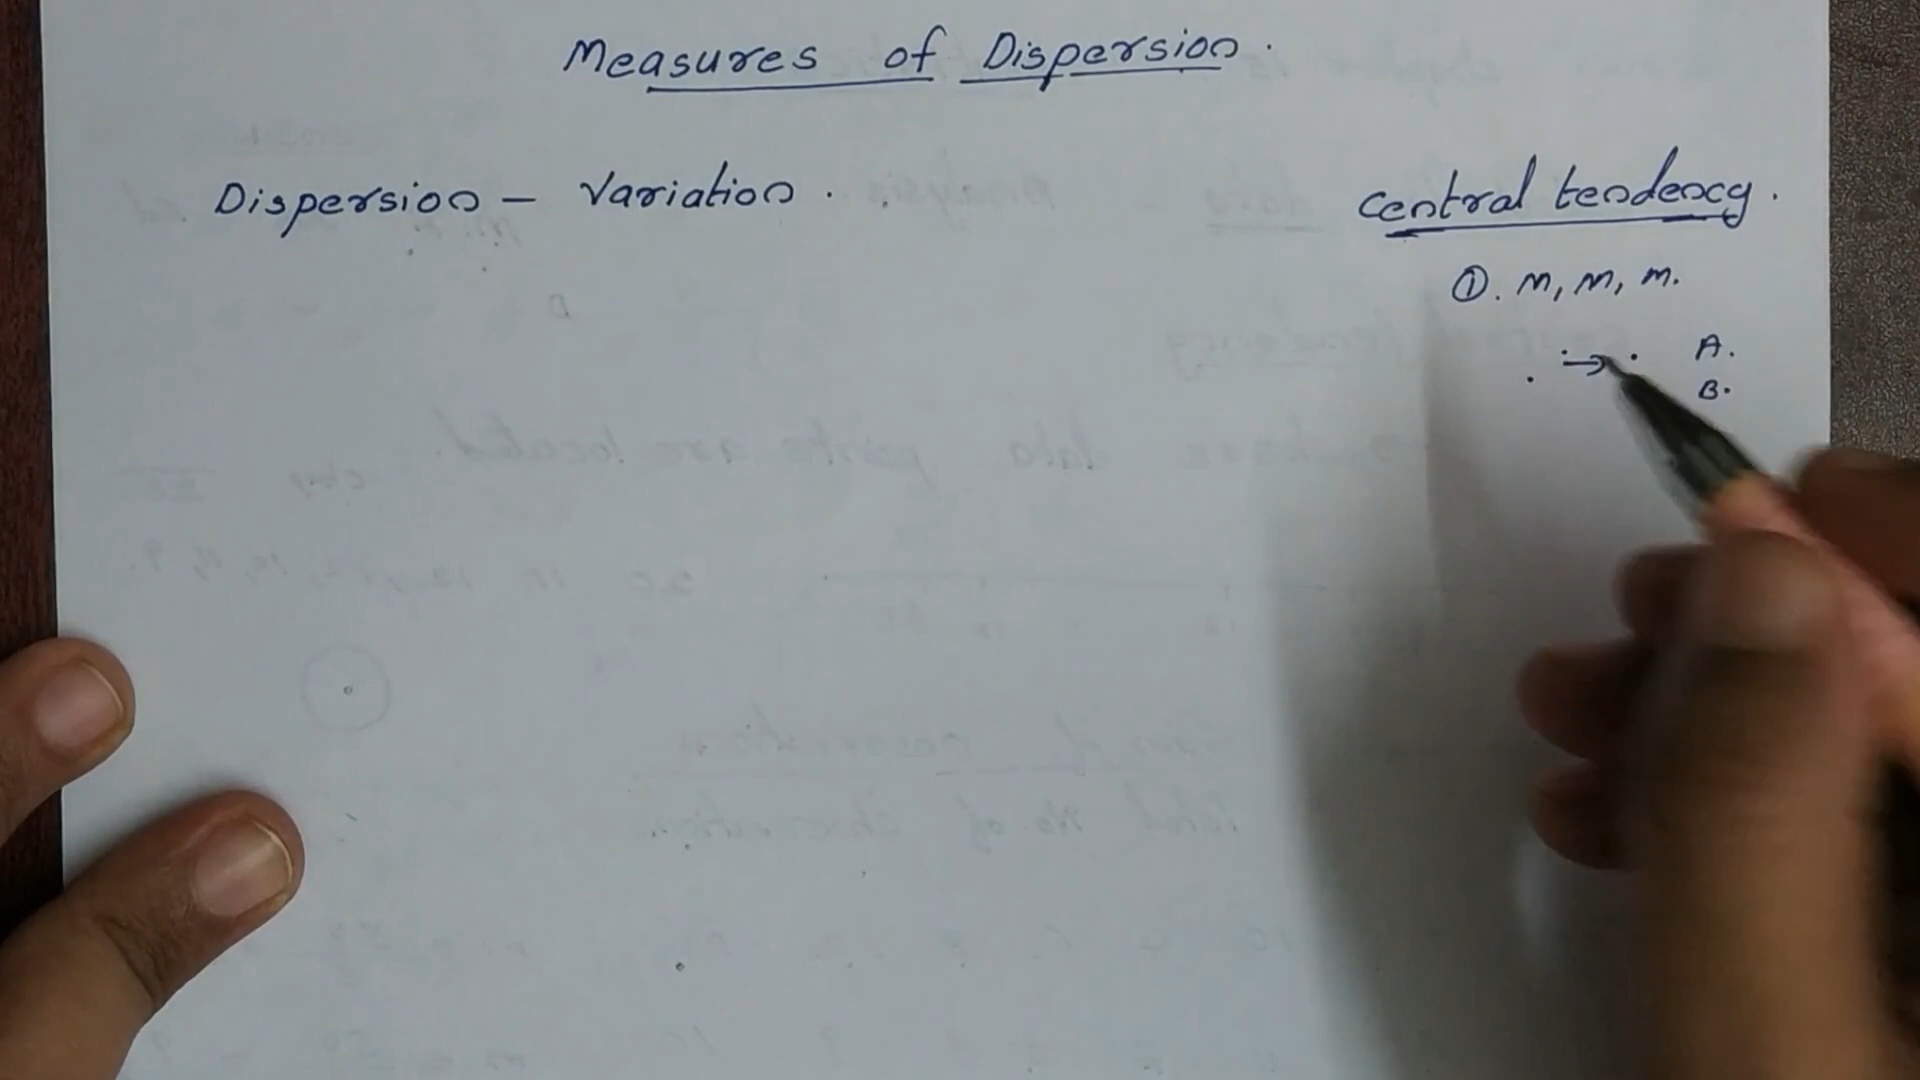 Measures of Dispersion.
Dispersion - Variation.
Central tendency.
①. m, m, m.
→ A.
B.